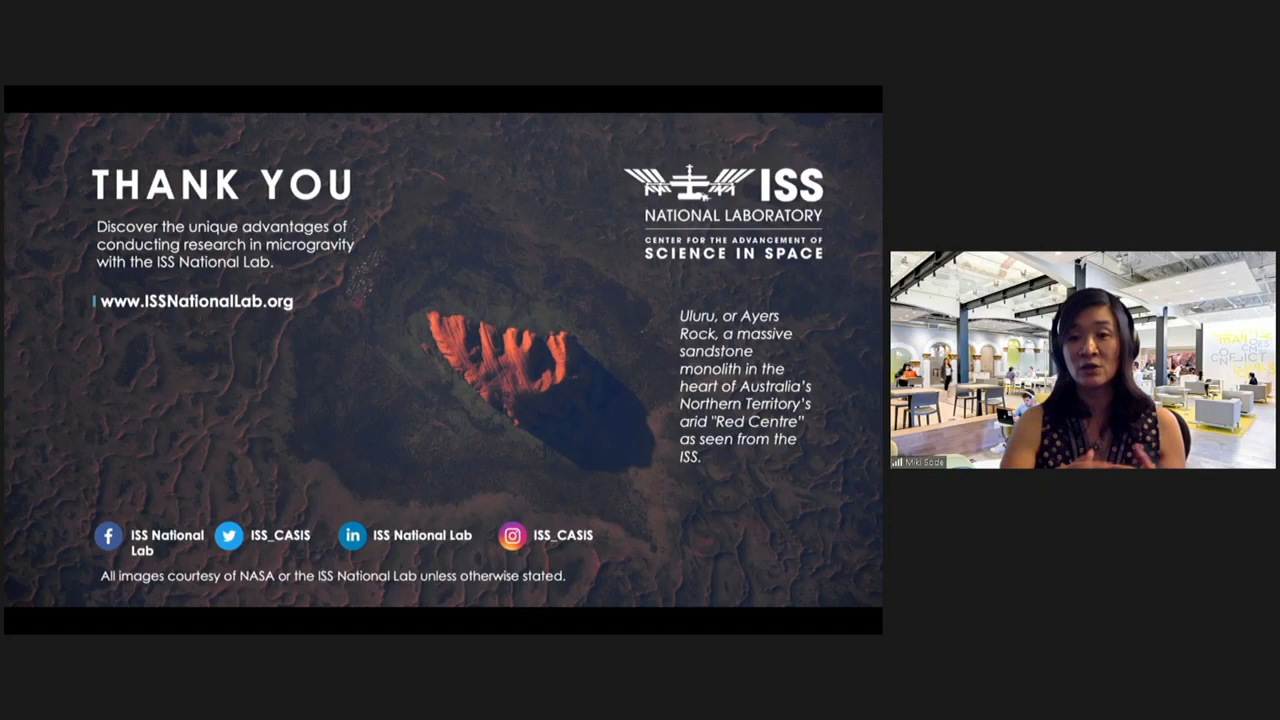 THANK YOU
Discover the unique advantages of
conducting research in microgravity
with the ISS National Lab.
www.ISSNationalLab.org
ISS
NATIONAL LABORATORY
CENTER FOR THE ADVANCEMENT OF
SCIENCE IN SPACE
Uluru, or Ayers
Rock, a massive
sandstone
monolith in the
heart of Australia's
Northern Territory's
arid "Red Centre"
as seen from the
ISS.
ISS National
Lab
ISS_CASIS
ISS National Lab
ISS_CASIS
All images courtesy of NASA or the ISS National Lab unless otherwise stated.
Miki Sode